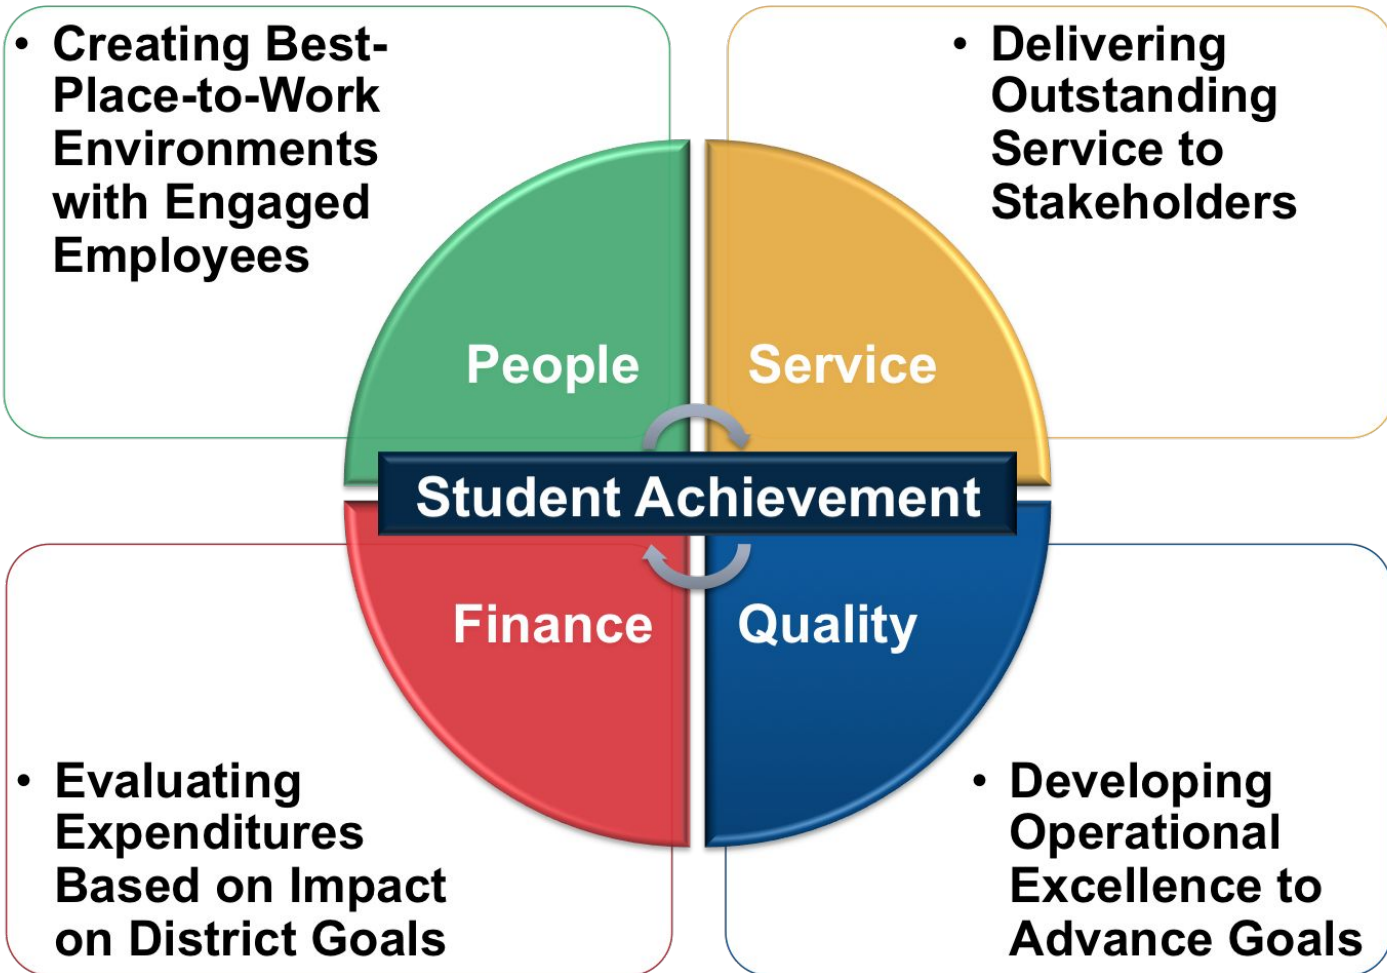 • Creating Best-
Place-to-Work
Environments
with Engaged
Employees
• Delivering
Outstanding
Service to
Stakeholders
People
Service
Student Achievement
Finance
Quality
• Evaluating
Expenditures
Based on Impact
on District Goals
• Developing
Operational
Excellence to
Advance Goals